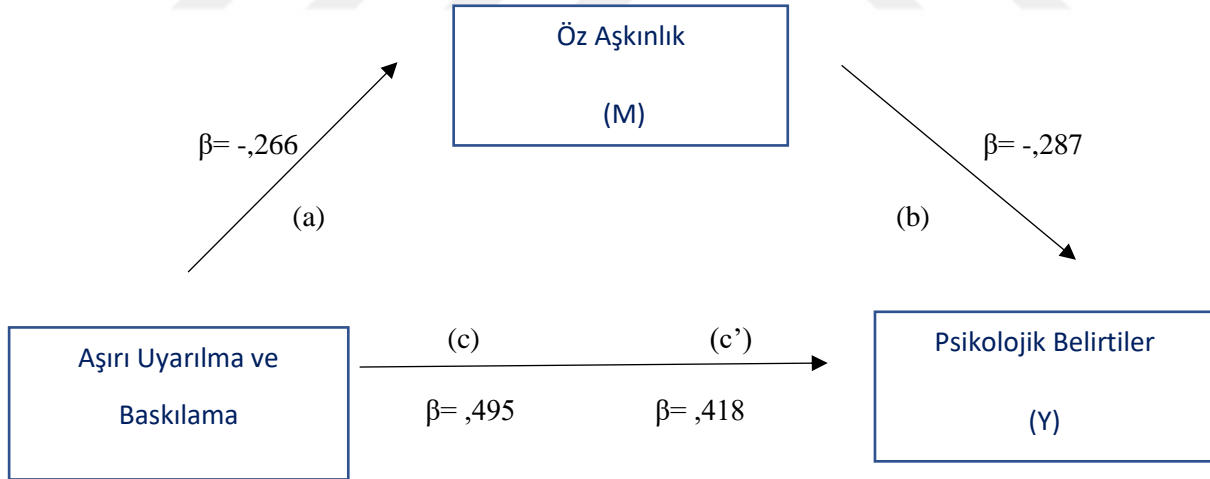 Öz Aşkınlık
(M)
β= -,266
β= -,287
(a)
(b)
Aşırı Uyarılma ve
Baskılama
(c)
(c’)
β= ,495
β= ,418
Psikolojik Belirtiler
(Y)